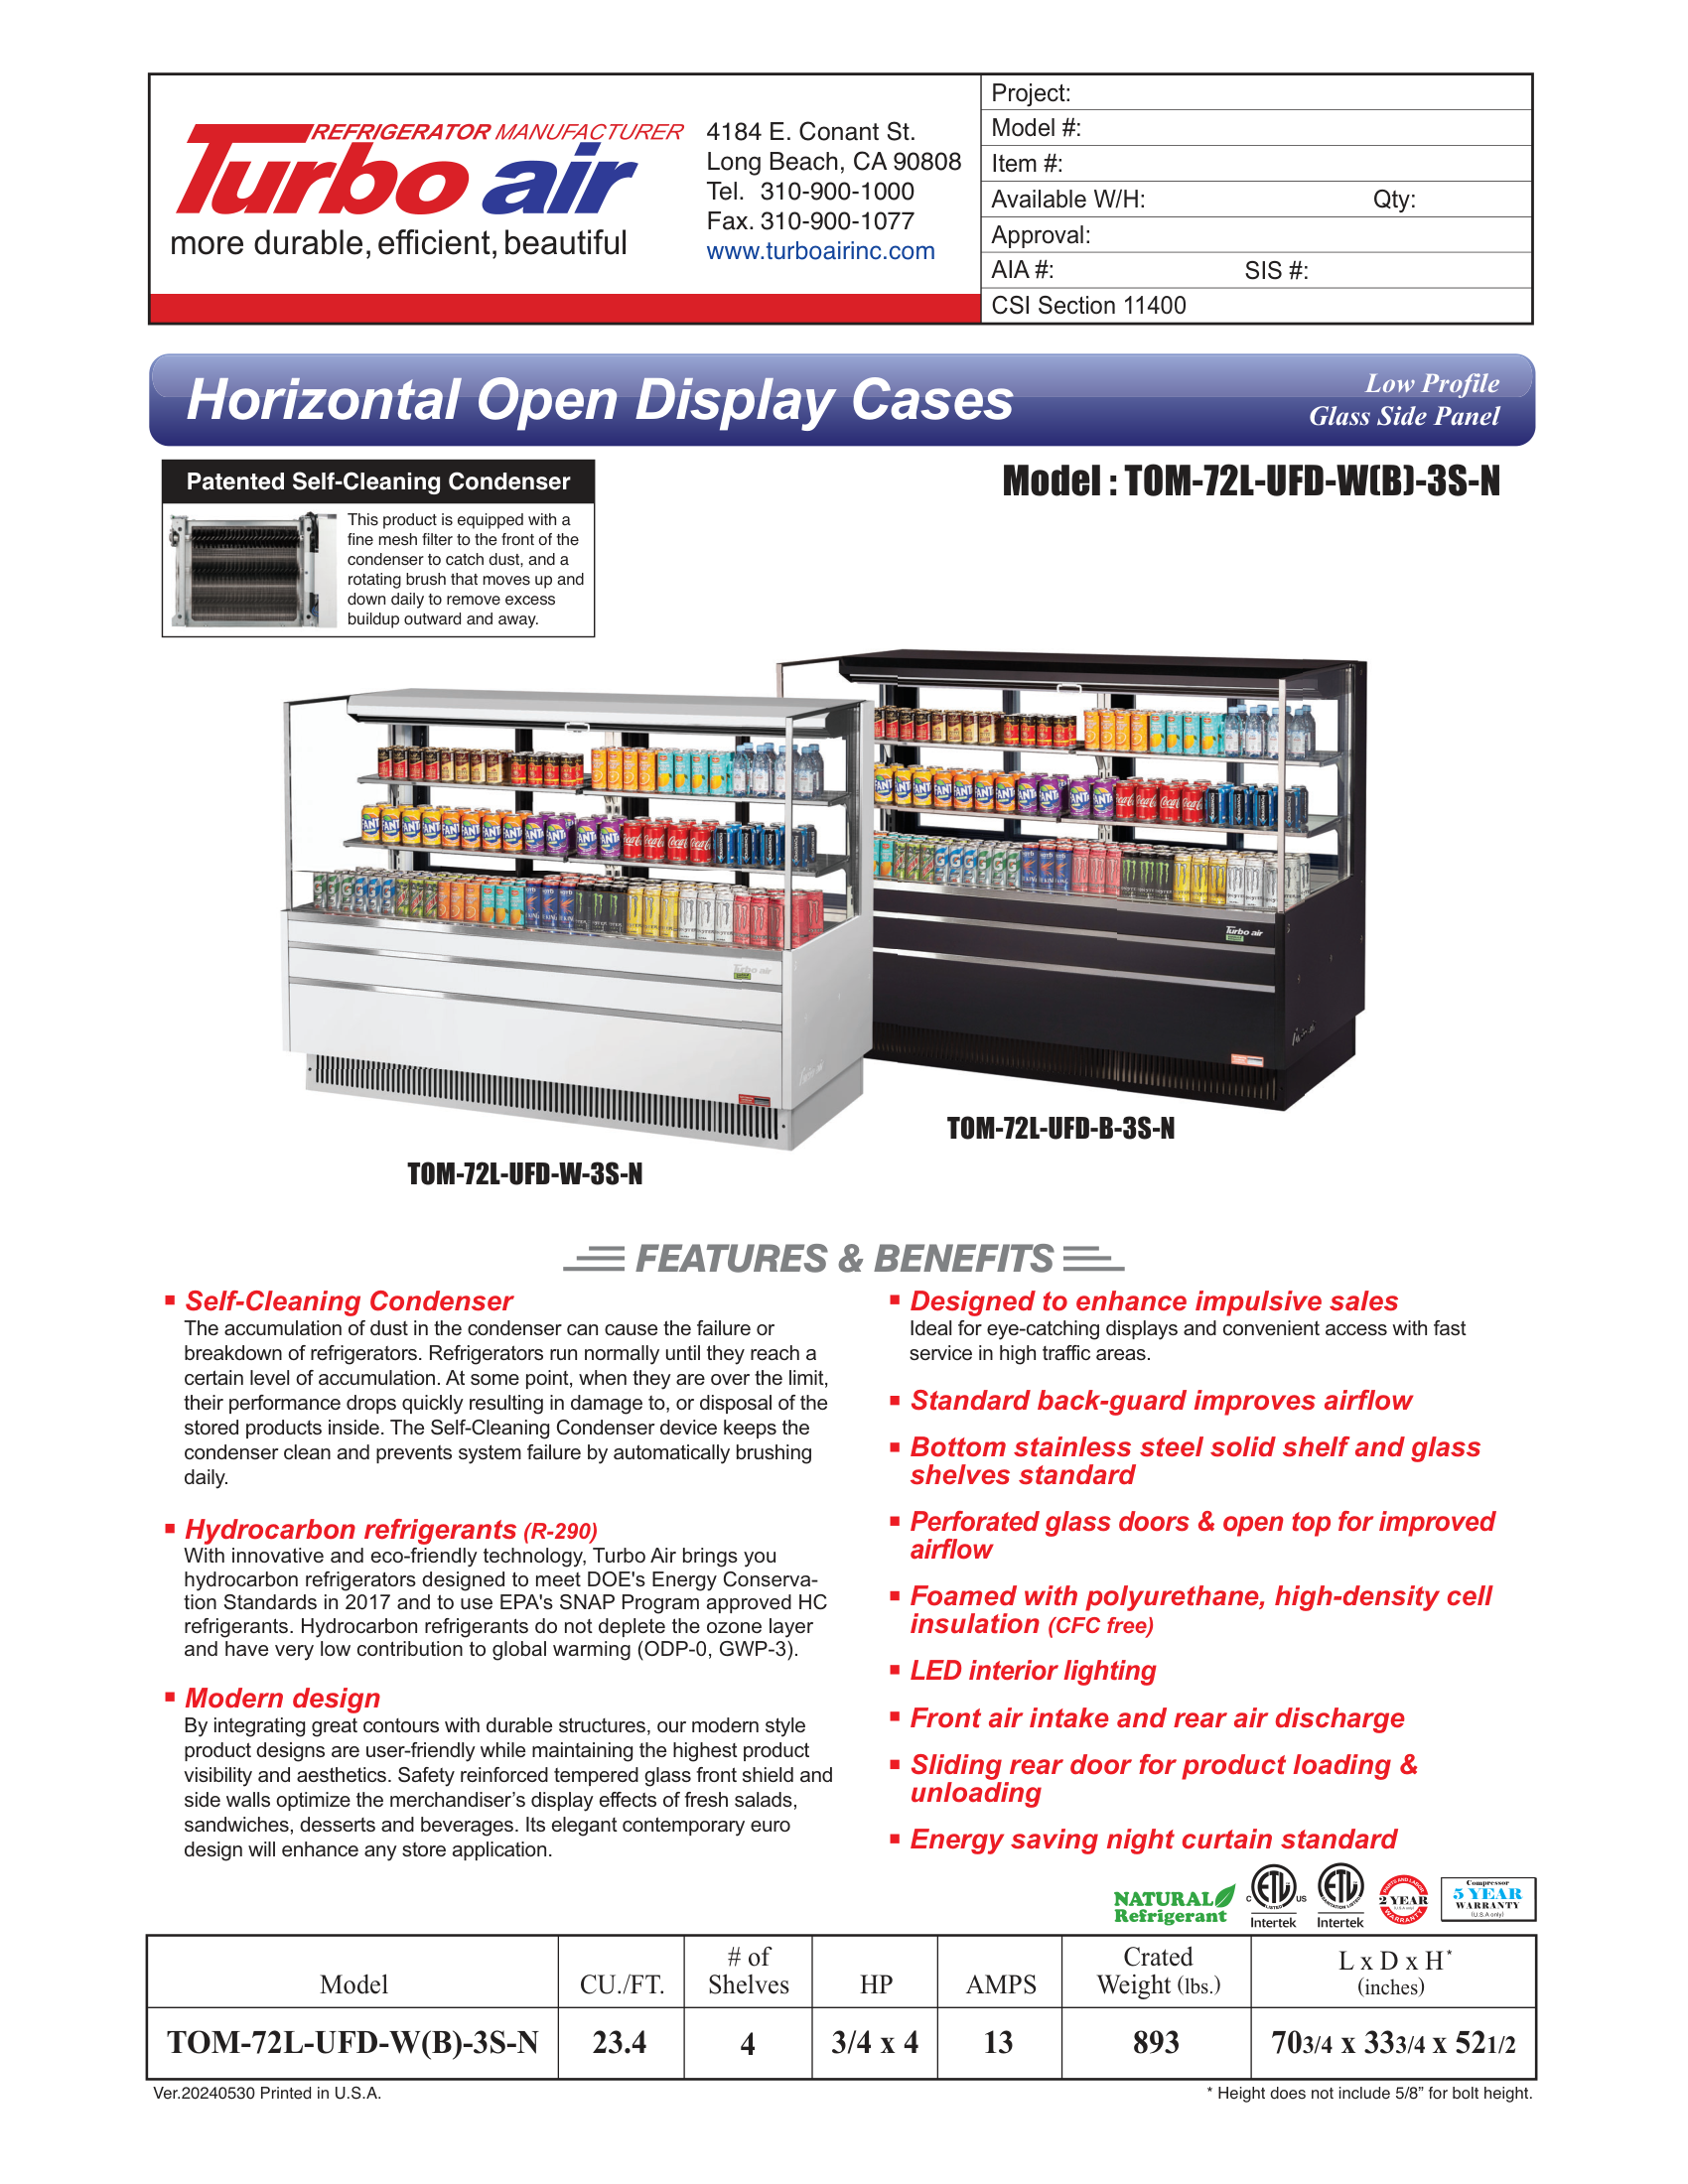 REFRIGERATOR MANUFACTURER
Turbo air
more durable, efficient, beautiful
4184 E. Conant St.
Long Beach, CA 90808
Tel. 310-900-1000
Fax. 310-900-1077
www.turboairinc.com
Project:
Model #:
Item #:
Available W/H: Qty:
Approval:
AIA #: SIS #:
CSI Section 11400
Horizontal Open Display Cases
Low Profile
Glass Side Panel
Patented Self-Cleaning Condenser
This product is equipped with a
fine mesh filter to the front of the
condenser to catch dust, and a
rotating brush that moves up and
down daily to remove excess
buildup outward and away.
Model : TOM-72L-UFD-W(B)-3S-N
Turbo air
Turbo air
TOM-72L-UFD-B-3S-N
TOM-72L-UFD-W-3S-N
FEATURES & BENEFITS
Self-Cleaning Condenser
The accumulation of dust in the condenser can cause the failure or
breakdown of refrigerators. Refrigerators run normally until they reach a
certain level of accumulation. At some point, when they are over the limit,
their performance drops quickly resulting in damage to, or disposal of the
stored products inside. The Self-Cleaning Condenser device keeps the
condenser clean and prevents system failure by automatically brushing
daily.
Hydrocarbon refrigerants (R-290)
With innovative and eco-friendly technology, Turbo Air brings you
hydrocarbon refrigerators designed to meet DOE's Energy Conserva-
tion Standards in 2017 and to use EPA's SNAP Program approved HC
refrigerants. Hydrocarbon refrigerants do not deplete the ozone layer
and have very low contribution to global warming (ODP-0, GWP-3).
Modern design
By integrating great contours with durable structures, our modern style
product designs are user-friendly while maintaining the highest product
visibility and aesthetics. Safety reinforced tempered glass front shield and
side walls optimize the merchandiser's display effects of fresh salads,
sandwiches, desserts and beverages. Its elegant contemporary euro
design will enhance any store application.
Designed to enhance impulsive sales
Ideal for eye-catching displays and convenient access with fast
service in high traffic areas.
Standard back-guard improves airflow
Bottom stainless steel solid shelf and glass
shelves standard
Perforated glass doors & open top for improved
airflow
Foamed with polyurethane, high-density cell
insulation (CFC free)
LED interior lighting
Front air intake and rear air discharge
Sliding rear door for product loading &
unloading
Energy saving night curtain standard
NATURAL
Refrigerant
C ETL US
LISTED
Intertek
ETL
SANITATION LISTED
Intertek
PARTS AND LABOR
2 YEAR
(U.S.A only)
WARRANTY
Compressor
5 YEAR
WARRANTY
(U.S.A only)
Model CU./FT. # of Shelves HP AMPS Crated Weight (lbs.) L x D x H* (inches)
TOM-72L-UFD-W(B)-3S-N 23.4 4 3/4 x 4 13 893 703/4 x 333/4 x 521/2
Ver.20240530 Printed in U.S.A.
* Height does not include 5/8" for bolt height.